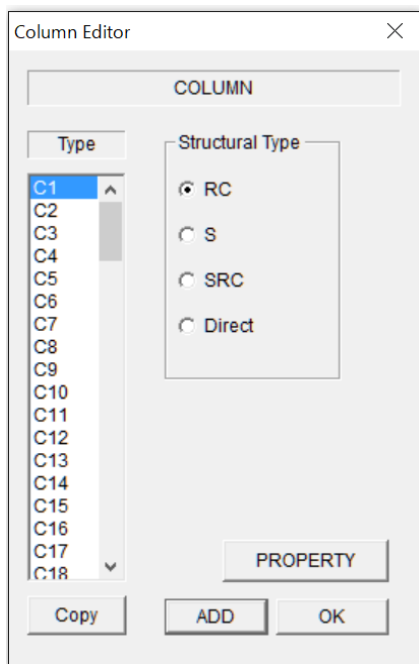 Column Editor
COLUMN
Type
Structural Type
C1
C2
C3
C4
C5
C6
C7
C8
C9
C10
C11
C12
C13
C14
C15
C16
C17
C18
RC
S
SRC
Direct
PROPERTY
Copy
ADD
OK